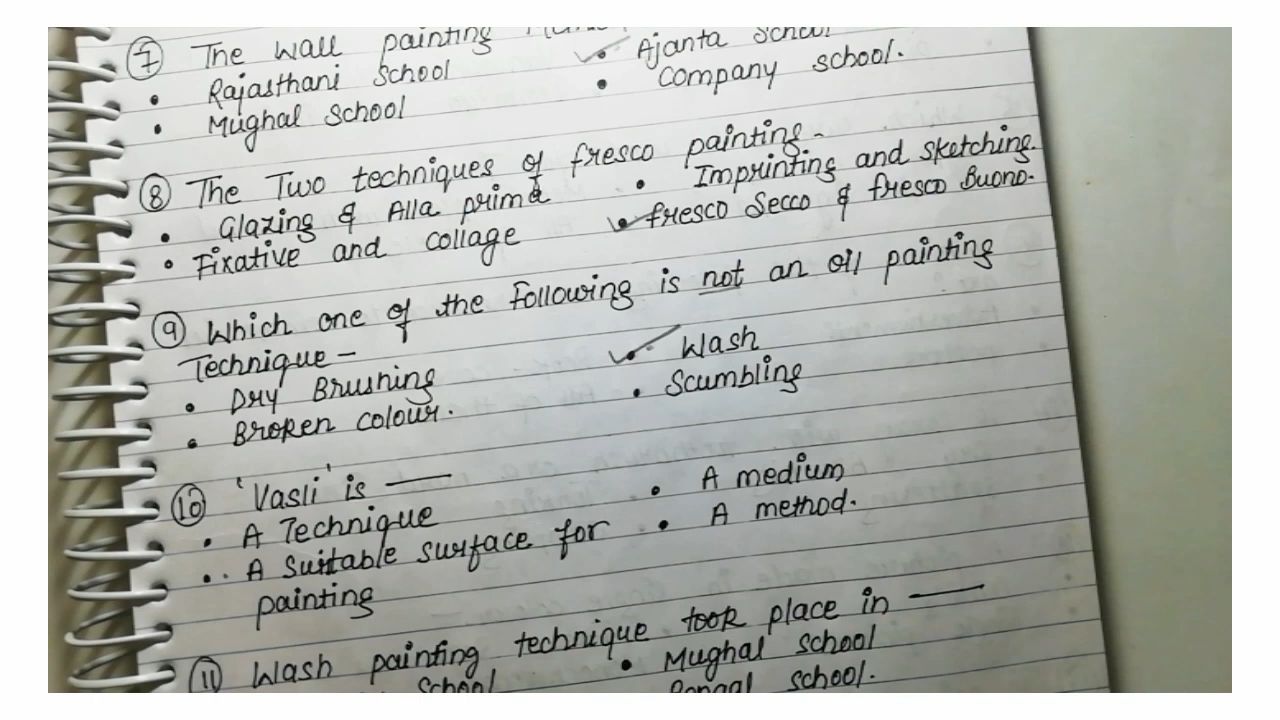 ⑦ The Wall painting
• Rajasthani School ✓• Ajanta School
• Mughal School • Company school.
⑧ The Two techniques of fresco painting-
• Glazing & Alla prima • Imprinting and sketching.
• Fixative and collage ✓• fresco Secco & fresco Buono.
⑨ Which one of the following is not an oil painting
Technique —
• Dry Brushing ✓• Wash
• Broken colour. • Scumbling
⑩ 'Vasli' is ——
• A Technique • A medium
•. A suitable surface for • A method.
painting
⑪ Wash painting technique took place in ——
School • Mughal school
school.